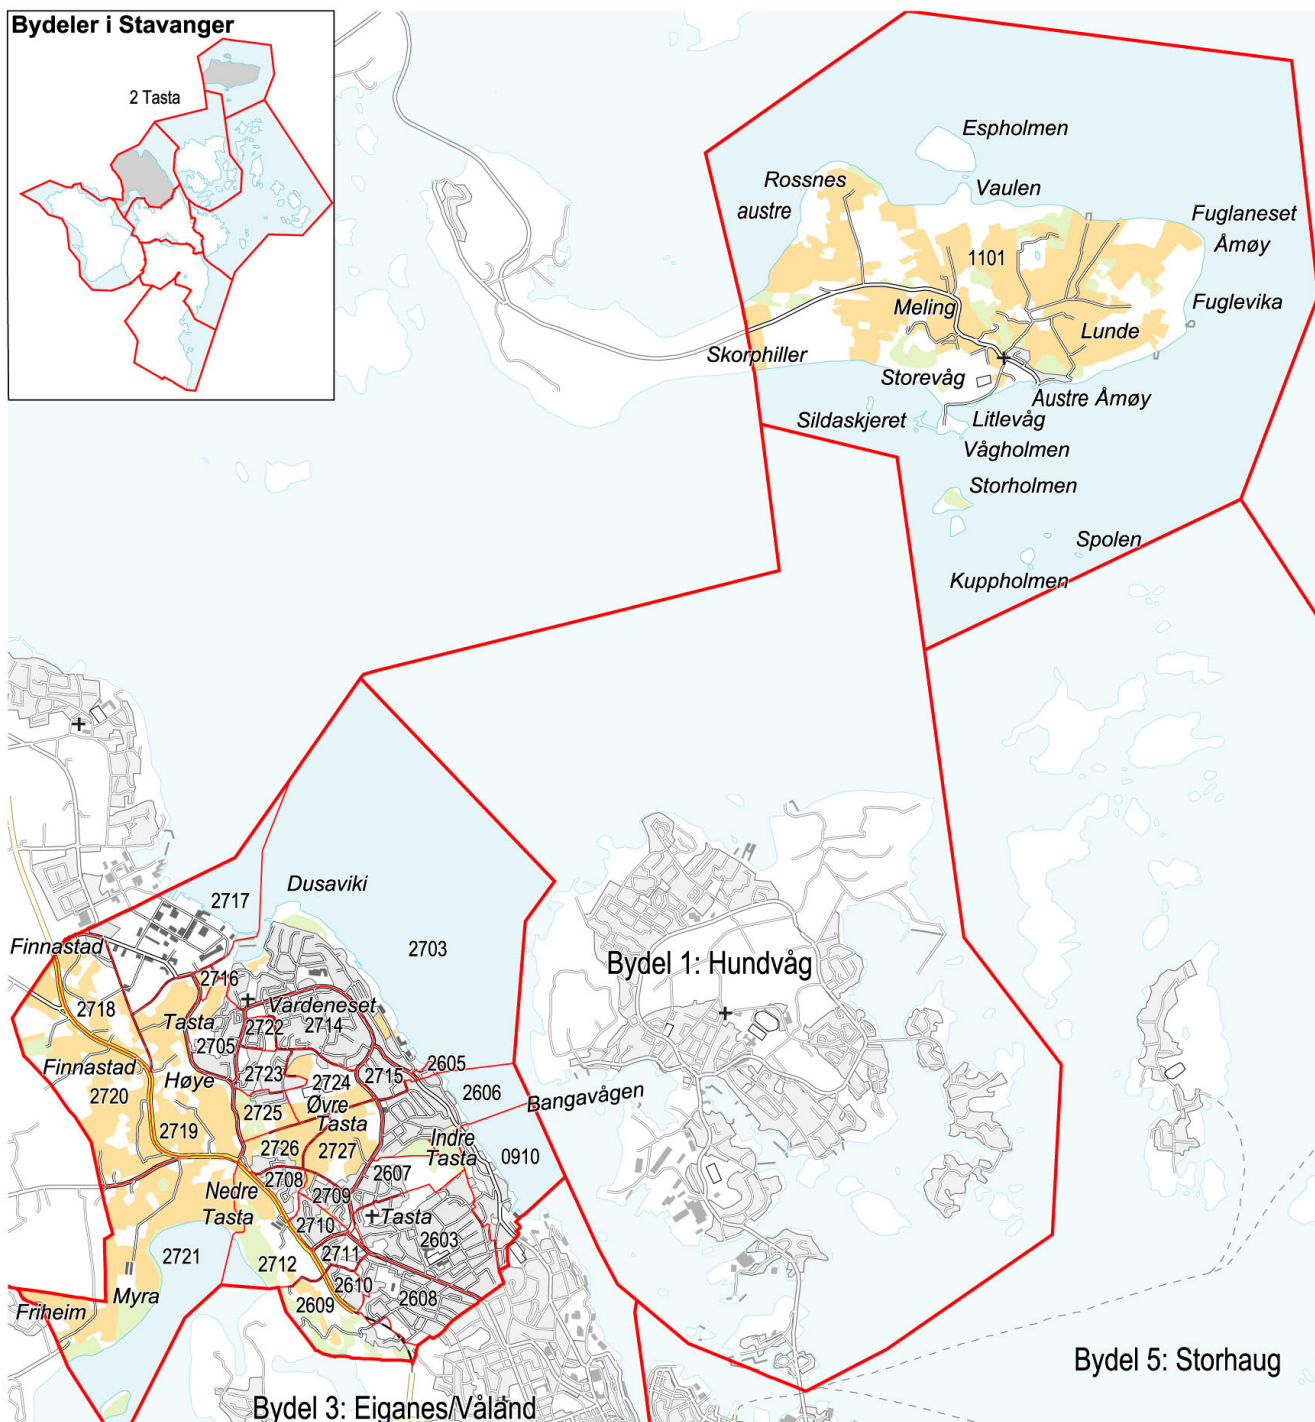 Bydeler i Stavanger
2 Tasta
Espholmen
Rossnes
austre
Vaulen
Fuglaneset
Åmøy
1101
Meling
Fuglevika
Lunde
Skorphiller
Storevåg
Austre Åmøy
Sildaskjeret
Litlevåg
Vågholmen
Storholmen
Spolen
Kuppholmen
Dusaviki
2717
Finnastad
2703
Bydel 1: Hundvåg
2716
2718
Vardeneset
Tasta
2722
2714
2705
Finnastad
2605
Høye
2723
2724
2715
2720
2606
Bangavågen
Øvre
Tasta
2725
2719
2726
2727
Indre
Tasta
0910
2607
2708
Nedre
Tasta
2709
2710
Tasta
2603
2711
2721
2712
2610
Myra
2609
2608
Friheim
Bydel 5: Storhaug
Bydel 3: Eiganes/Våland